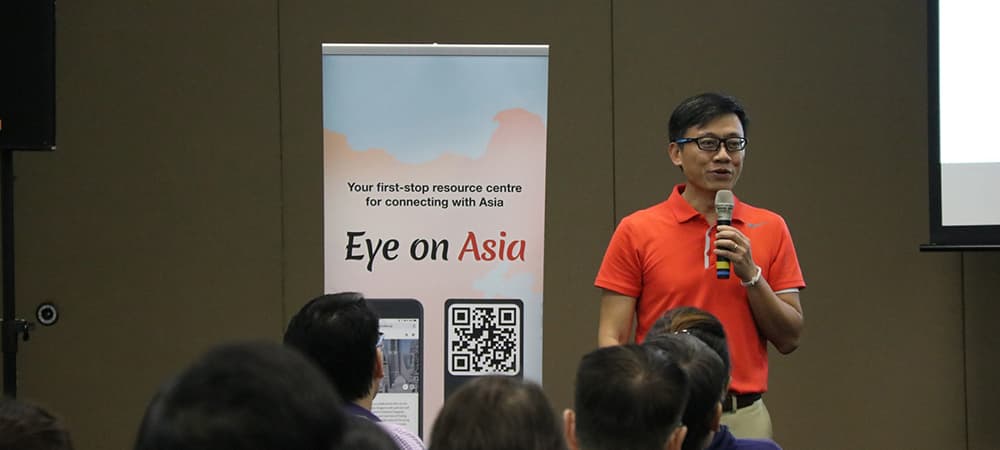 Your first-stop resource centre
for connecting with Asia
Eye on Asia